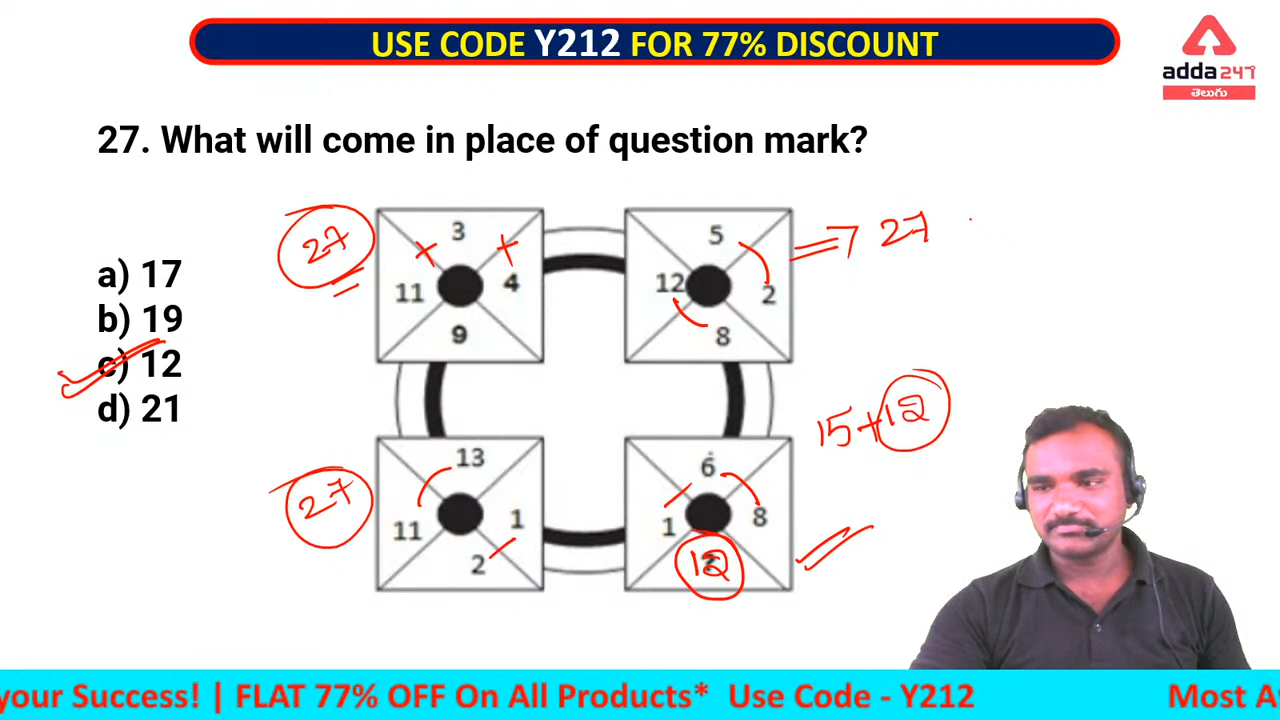 USE CODE Y212 FOR 77% DISCOUNT
adda247
తెలుగు
27. What will come in place of question mark?
a) 17
b) 19
c) 12
d) 21
27
3
11
4
9
5
12
2
8
27
27
13
11
1
2
6
1
8
12
15+12
your Success! | FLAT 77% OFF On All Products* Use Code - Y212
Most A